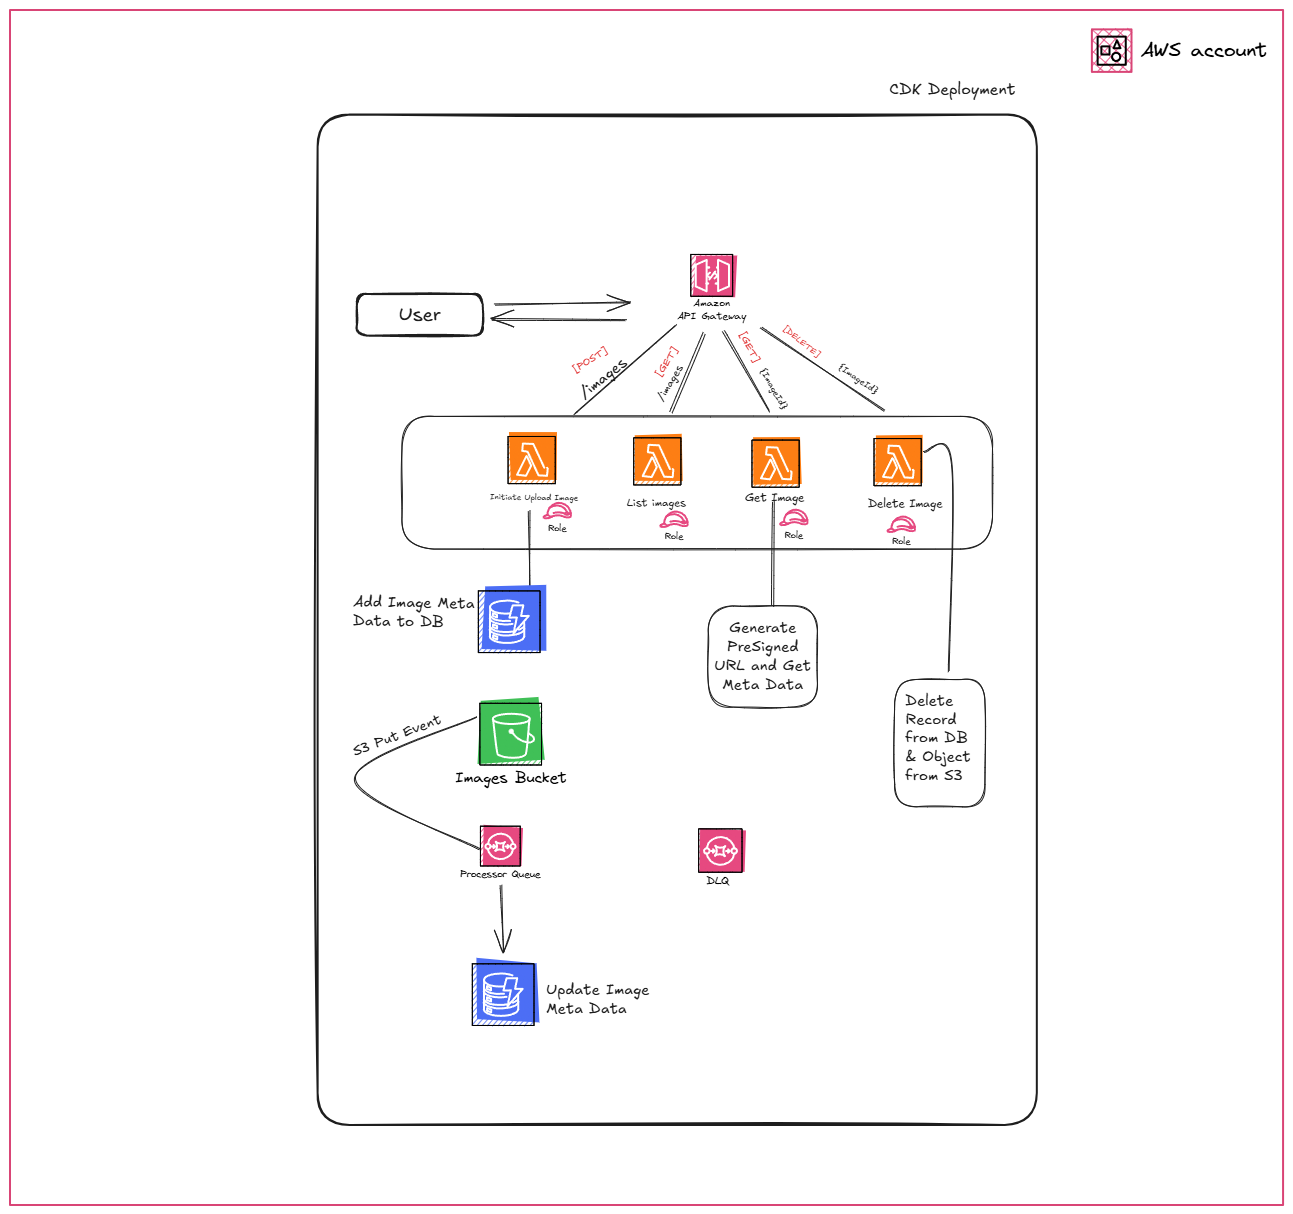 AWS account
CDK Deployment
Amazon
API Gateway
User
[POST]
/images
[GET]
/images
[GET]
{ImageId}
[DELETE]
{ImageId}
Initiate Upload Image
Role
List images
Role
Get Image
Role
Delete Image
Role
Add Image Meta
Data to DB
Generate
PreSigned
URL and Get
Meta Data
Delete
Record
from DB
& Object
from S3
S3 Put Event
Images Bucket
Processor Queue
DLQ
Update Image
Meta Data